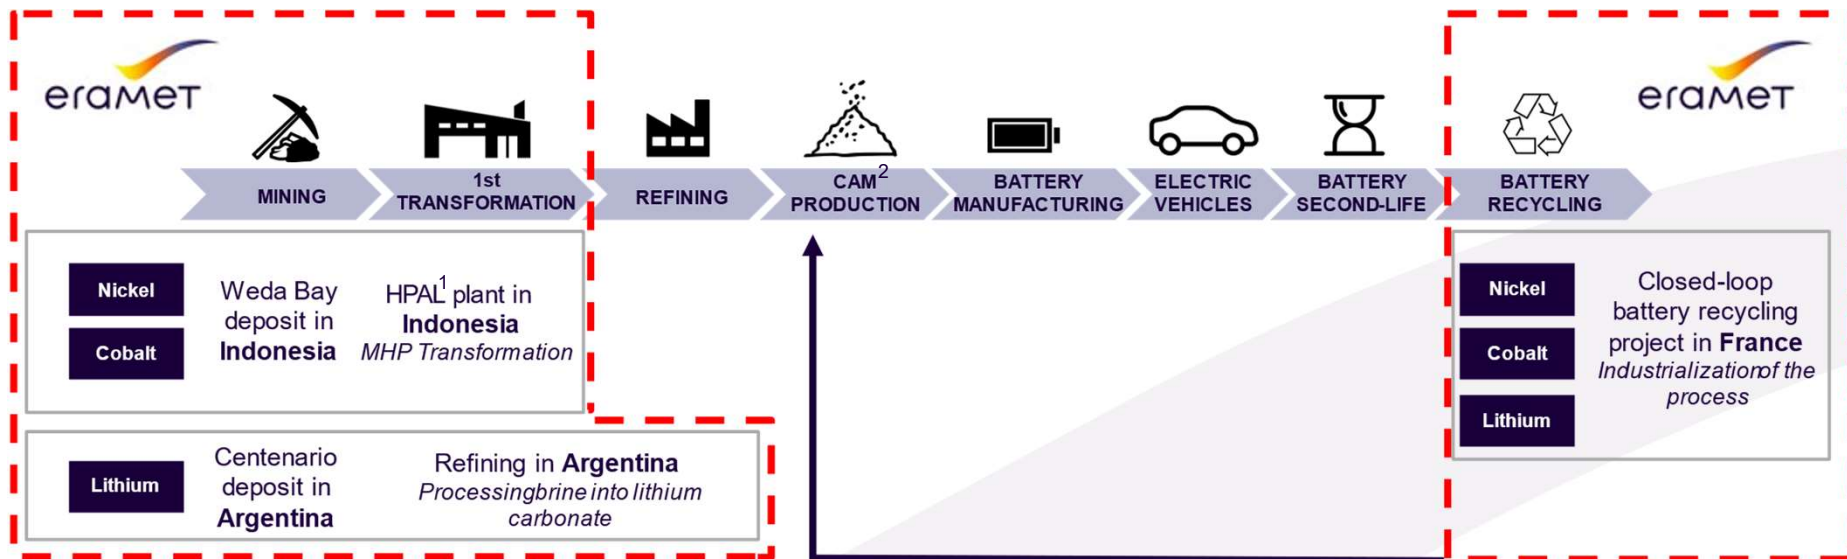 eramet
eramet
MINING
1st
TRANSFORMATION
REFINING
CAM2
PRODUCTION
BATTERY
MANUFACTURING
ELECTRIC
VEHICLES
BATTERY
SECOND-LIFE
BATTERY
RECYCLING
Nickel
Cobalt
Weda Bay
deposit in
Indonesia
HPAL1 plant in
Indonesia
MHP Transformation
Lithium
Centenario
deposit in
Argentina
Refining in Argentina
Processingbrineinto lithium
carbonate
Nickel
Cobalt
Lithium
Closed-loop
battery recycling
project in France
Industrializationof the
process